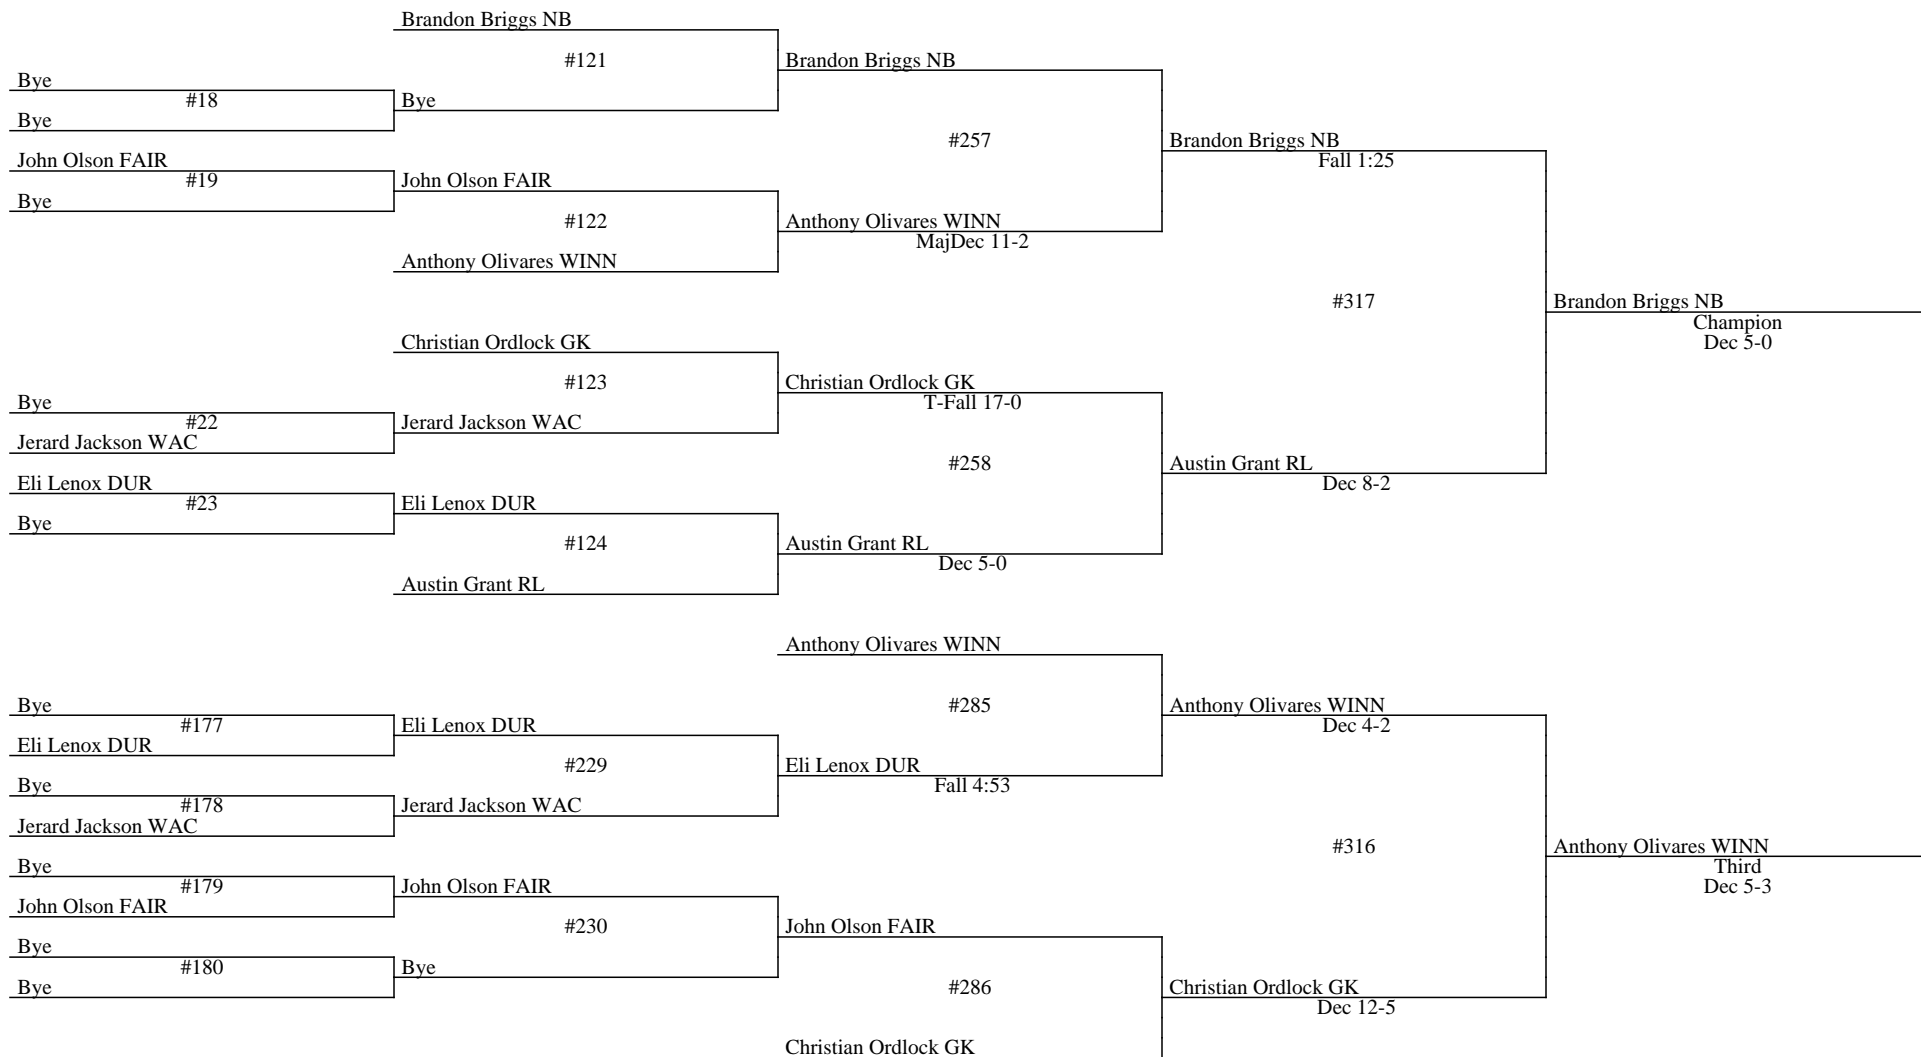 Brandon Briggs NB
#121
Brandon Briggs NB
Bye
#18
Bye
Bye
#257
Brandon Briggs NB
Fall 1:25
John Olson FAIR
#19
John Olson FAIR
Bye
#122
Anthony Olivares WINN
MajDec 11-2
Anthony Olivares WINN
#317
Brandon Briggs NB
Champion
Dec 5-0
Christian Ordlock GK
#123
Christian Ordlock GK
T-Fall 17-0
Bye
#22
Jerard Jackson WAC
Jerard Jackson WAC
#258
Austin Grant RL
Dec 8-2
Eli Lenox DUR
#23
Eli Lenox DUR
Bye
#124
Austin Grant RL
Dec 5-0
Austin Grant RL
Anthony Olivares WINN
#285
Anthony Olivares WINN
Dec 4-2
Bye
#177
Eli Lenox DUR
Eli Lenox DUR
#229
Eli Lenox DUR
Fall 4:53
Bye
#178
Jerard Jackson WAC
Jerard Jackson WAC
#316
Anthony Olivares WINN
Third
Dec 5-3
Bye
#179
John Olson FAIR
John Olson FAIR
#230
John Olson FAIR
Bye
#180
Bye
Bye
#286
Christian Ordlock GK
Dec 12-5
Christian Ordlock GK